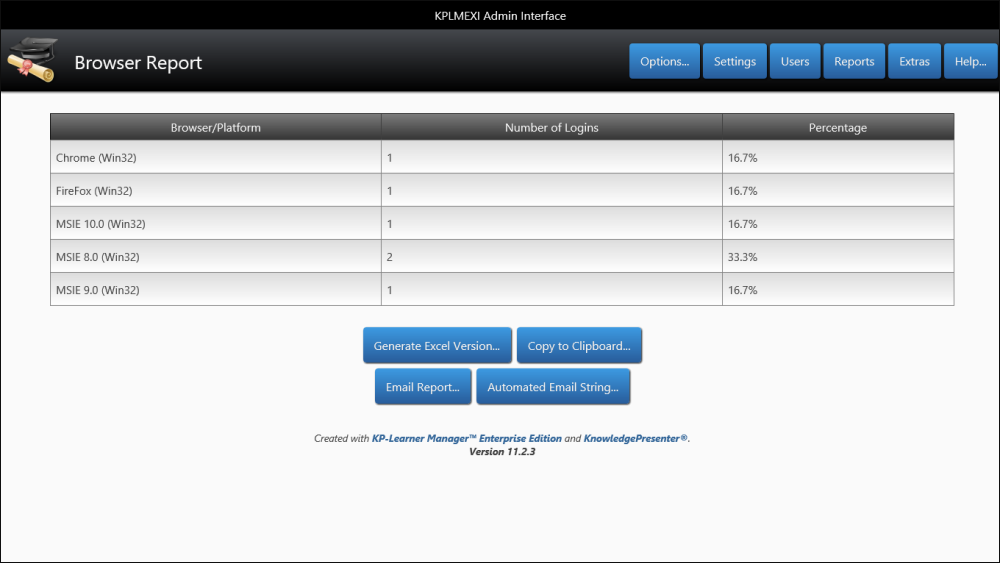 KPLMEXI Admin Interface
Browser Report
Options... Settings Users Reports Extras Help...
Browser/Platform Number of Logins Percentage
Chrome (Win32) 1 16.7%
FireFox (Win32) 1 16.7%
MSIE 10.0 (Win32) 1 16.7%
MSIE 8.0 (Win32) 2 33.3%
MSIE 9.0 (Win32) 1 16.7%
Generate Excel Version... Copy to Clipboard...
Email Report... Automated Email String...
Created with KP-Learner Manager™ Enterprise Edition and KnowledgePresenter®.
Version 11.2.3